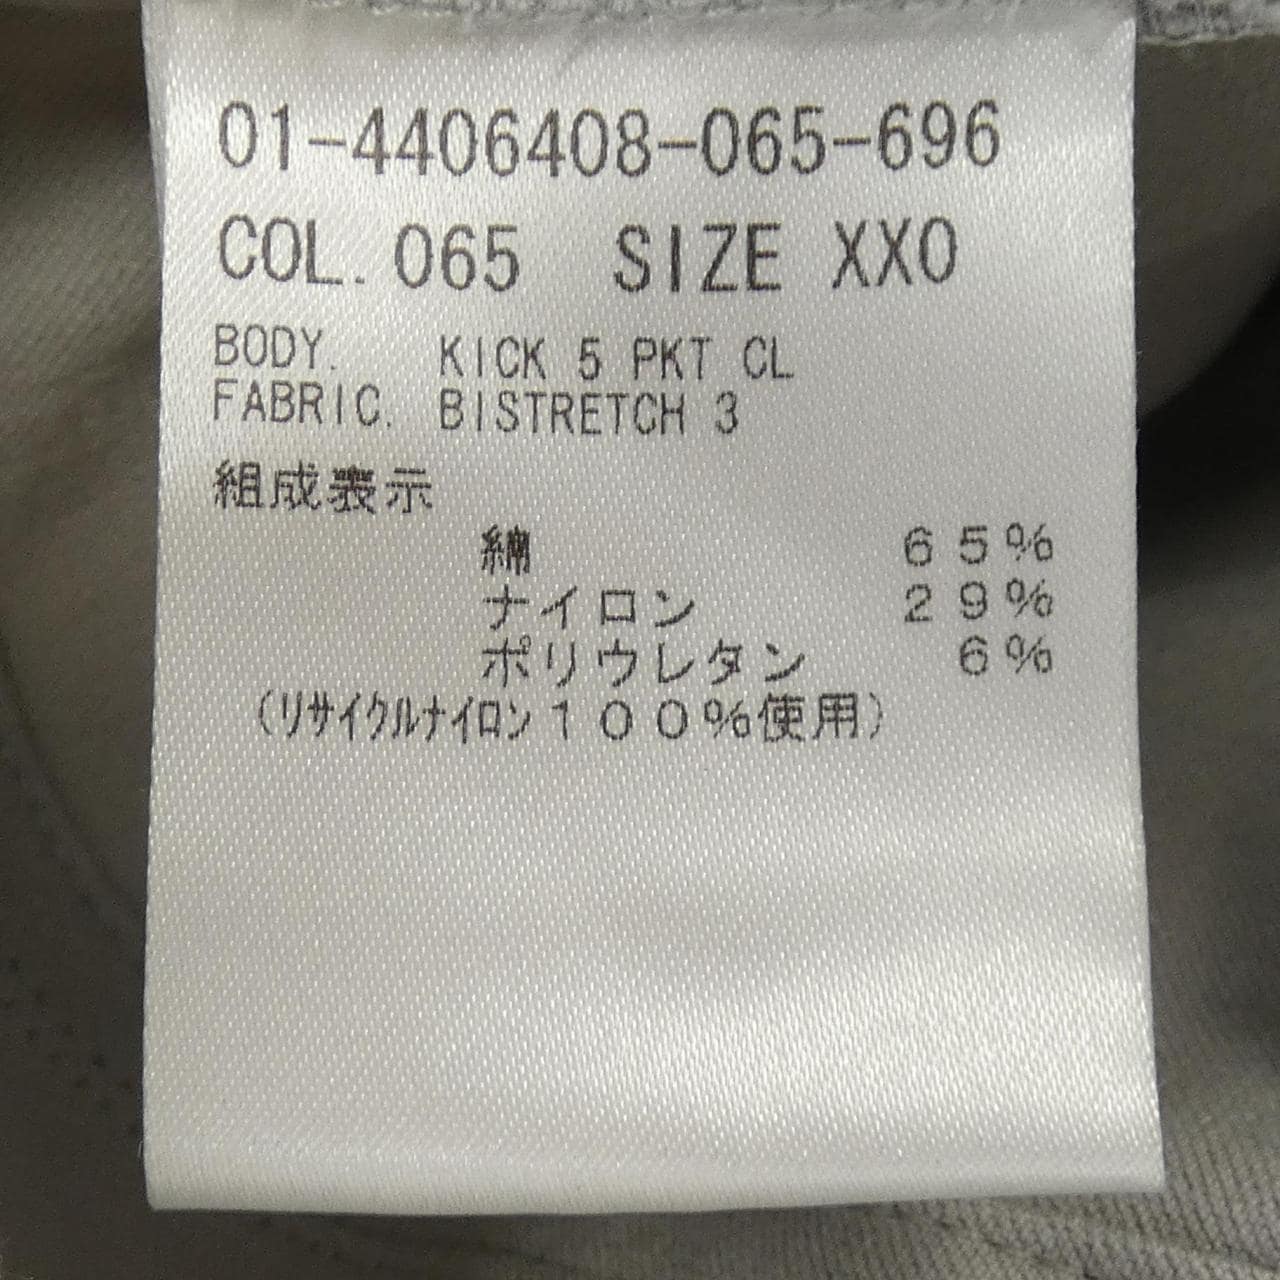 01-4406408-065-696
COL. 065 SIZE XXO
BODY. KICK 5 PKT CL
FABRIC. BISTRETCH 3
組成表示
綿 65%
ナイロン 29%
ポリウレタン 6%
(リサイクルナイロン100%使用)